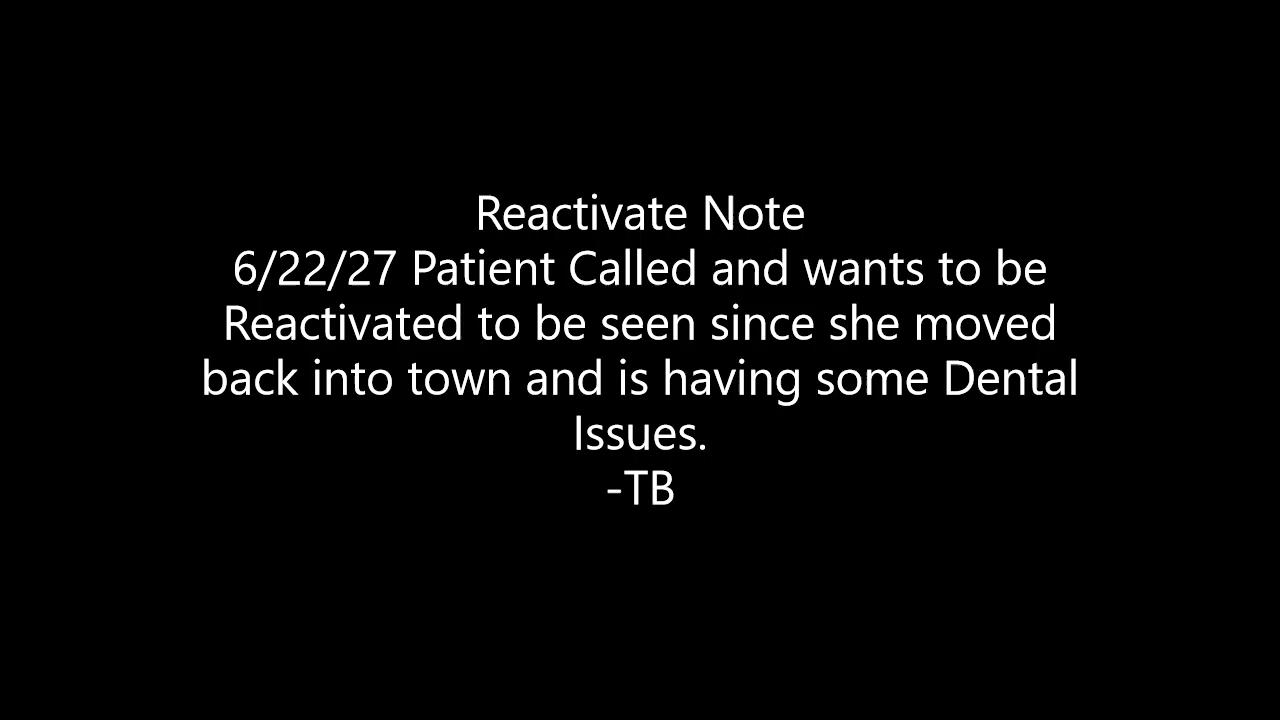 Reactivate Note
6/22/27 Patient Called and wants to be
Reactivated to be seen since she moved
back into town and is having some Dental
Issues.
-TB